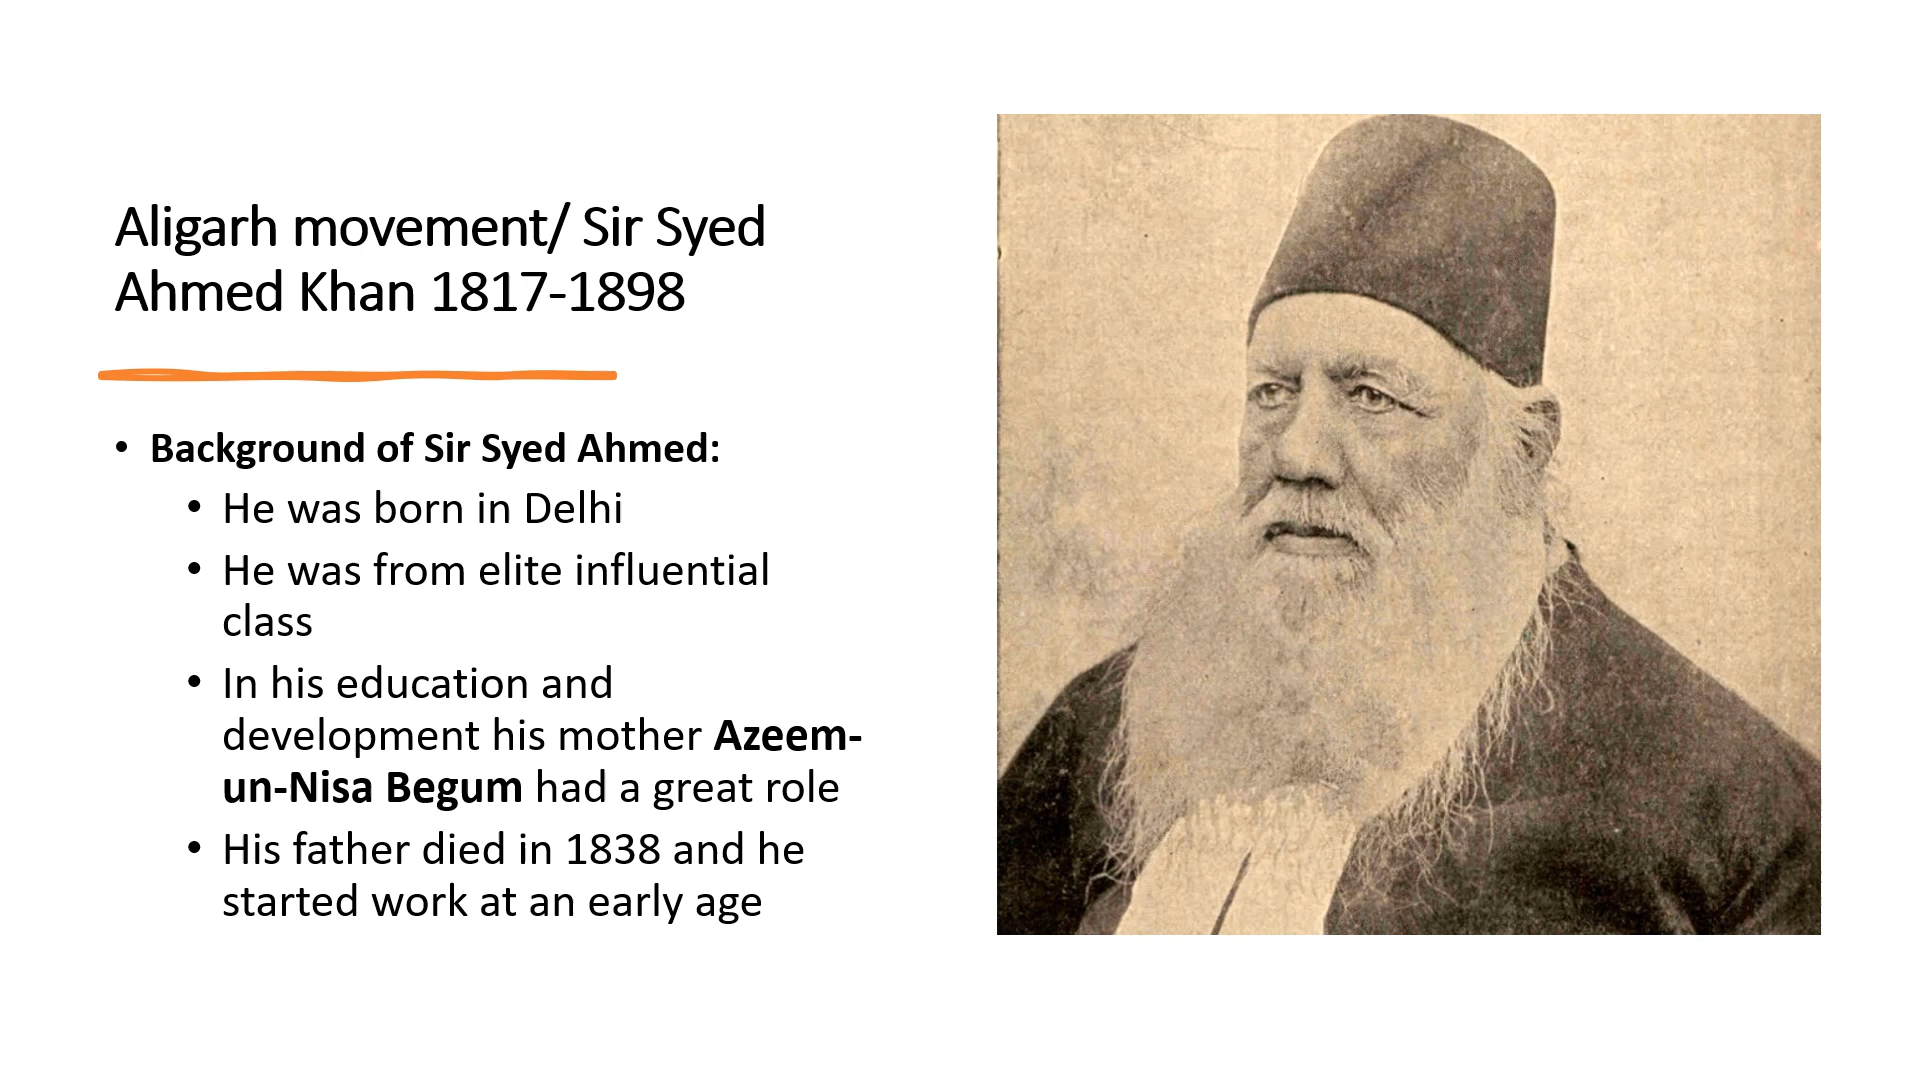 Aligarh movement/ Sir Syed
Ahmed Khan 1817-1898
• Background of Sir Syed Ahmed:
• He was born in Delhi
• He was from elite influential
class
• In his education and
development his mother Azeem-
un-Nisa Begum had a great role
• His father died in 1838 and he
started work at an early age